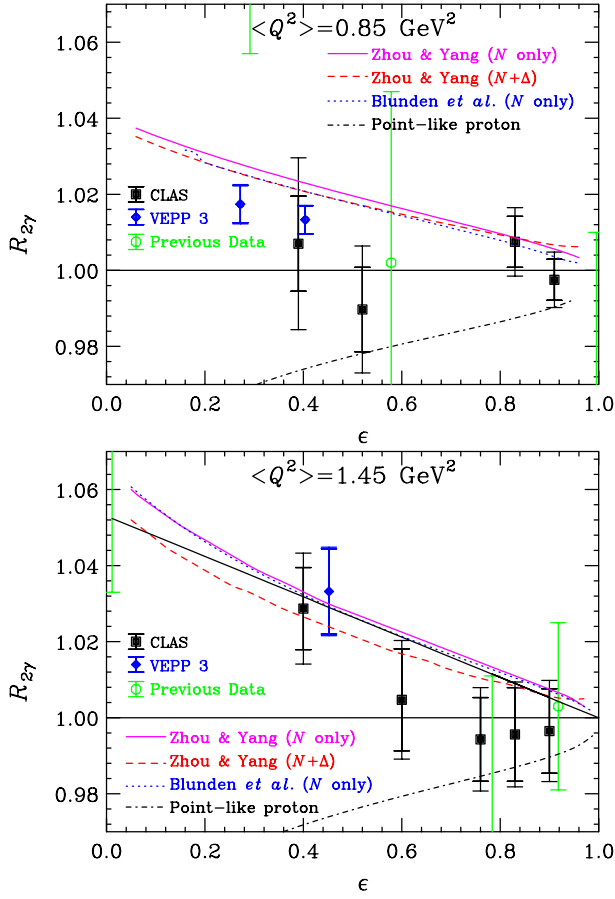 <Q²>=0.85 GeV²
Zhou & Yang (N only)
Zhou & Yang (N+Δ)
Blunden et al. (N only)
Point-like proton
CLAS
VEPP 3
Previous Data
1.06
1.04
1.02
1.00
0.98
R₂γ
0.0 0.2 0.4 0.6 0.8 1.0
ϵ
<Q²>=1.45 GeV²
1.06
1.04
1.02
1.00
0.98
R₂γ
CLAS
VEPP 3
Previous Data
Zhou & Yang (N only)
Zhou & Yang (N+Δ)
Blunden et al. (N only)
Point-like proton
0.0 0.2 0.4 0.6 0.8 1.0
ϵ